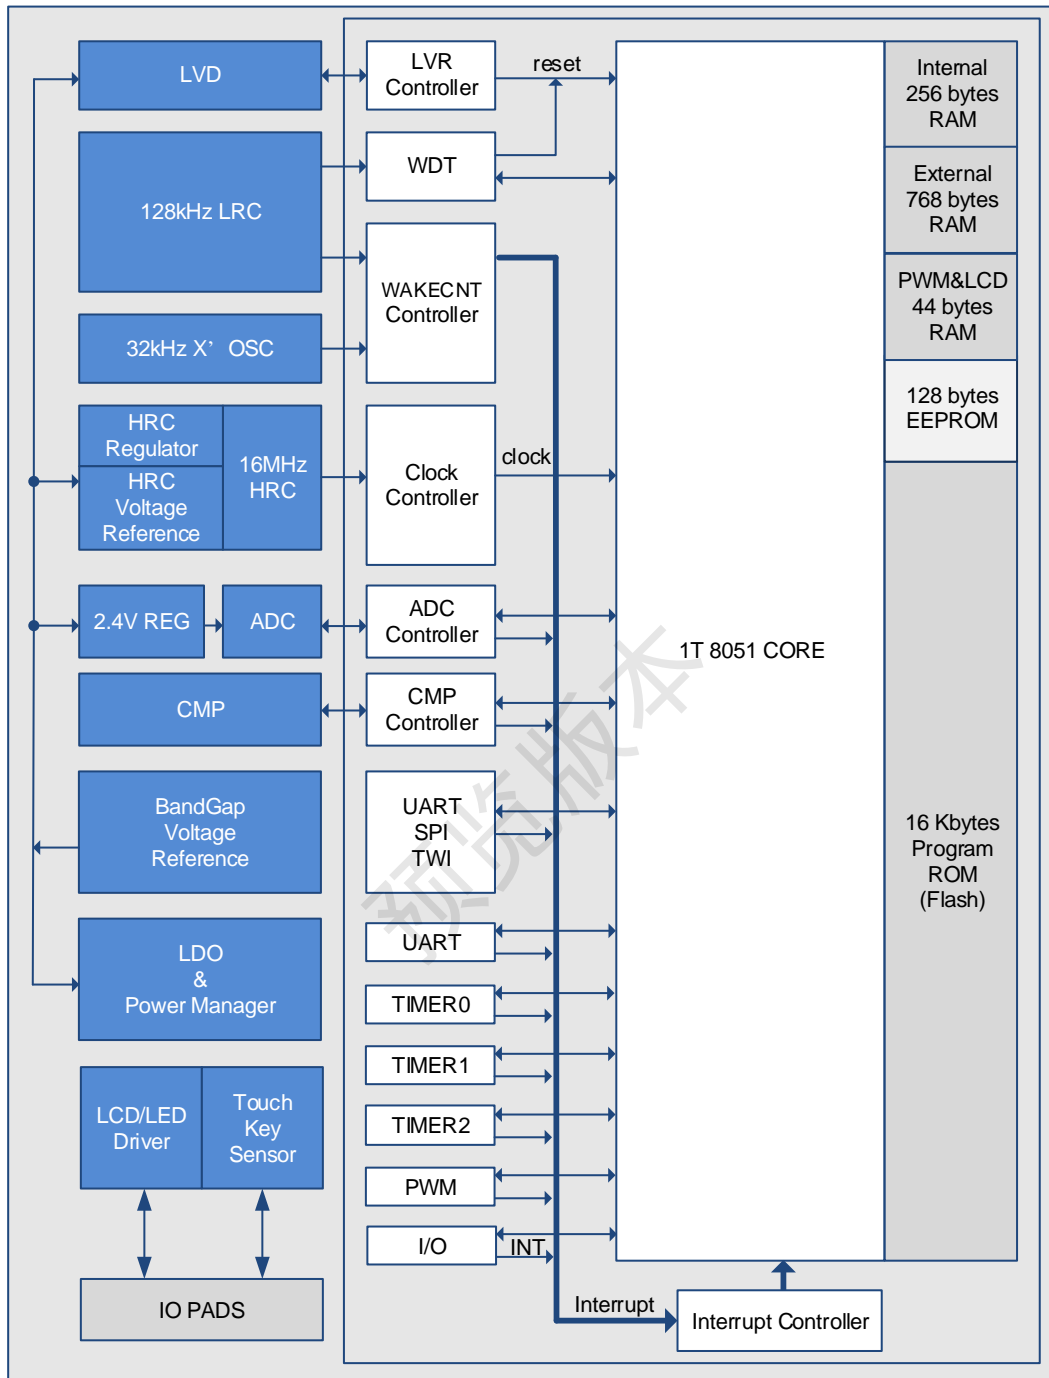 LVD
LVR
Controller
reset
Internal
256 bytes
RAM
128kHz LRC
WDT
External
768 bytes
RAM
WAKECNT
Controller
PWM&LCD
44 bytes
RAM
32kHz X’ OSC
128 bytes
EEPROM
HRC
Regulator
HRC
Voltage
Reference
16MHz
HRC
Clock
Controller
clock
2.4V REG
ADC
ADC
Controller
1T 8051 CORE
CMP
CMP
Controller
BandGap
Voltage
Reference
UART
SPI
TWI
16 Kbytes
Program
ROM
(Flash)
UART
LDO
&
Power Manager
TIMER0
TIMER1
LCD/LED
Driver
Touch
Key
Sensor
TIMER2
PWM
I/O
INT
IO PADS
Interrupt
Interrupt Controller
预览版本